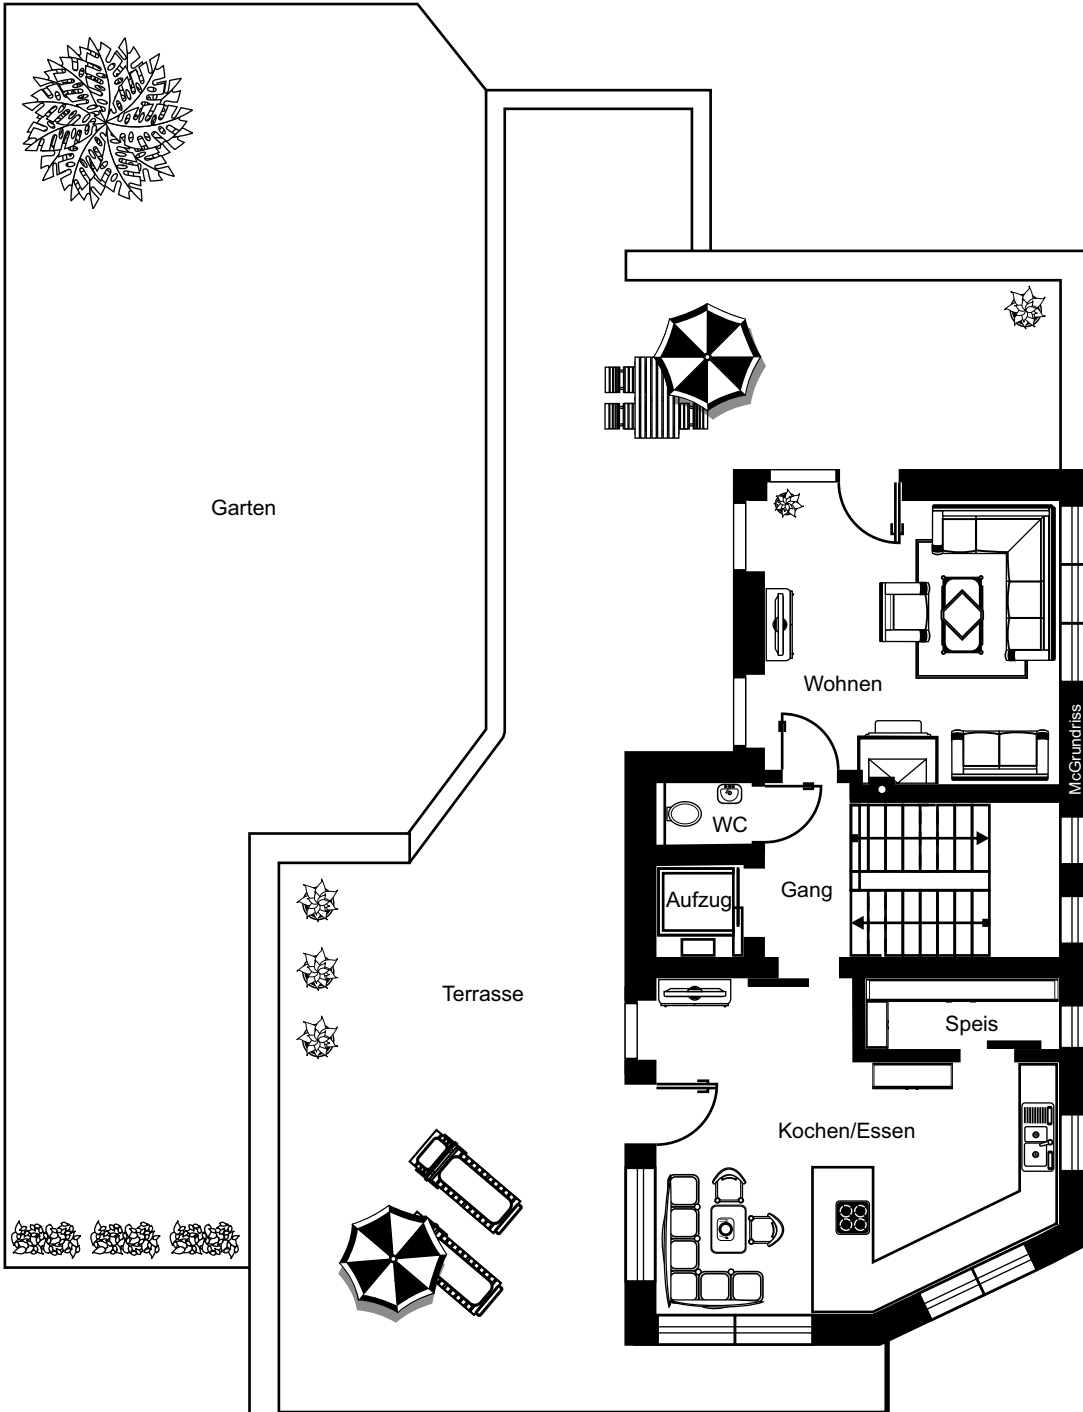 Garten
Wohnen
McGrundriss
WC
Gang
Aufzug
Terrasse
Speis
Kochen/Essen